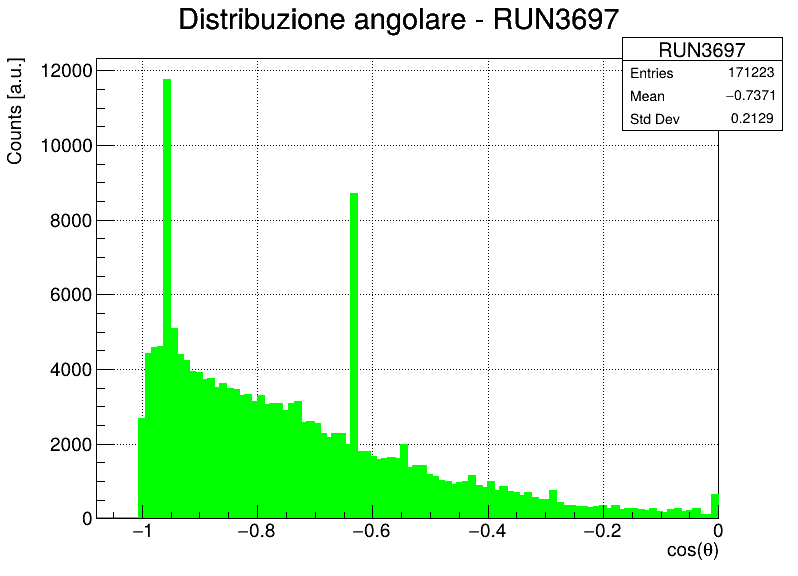 Distribuzione angolare - RUN3697
RUN3697
Entries 171223
Mean −0.7371
Std Dev 0.2129
Counts [a.u.]
12000
10000
8000
6000
4000
2000
0
−1 −0.8 −0.6 −0.4 −0.2 0
cos(θ)